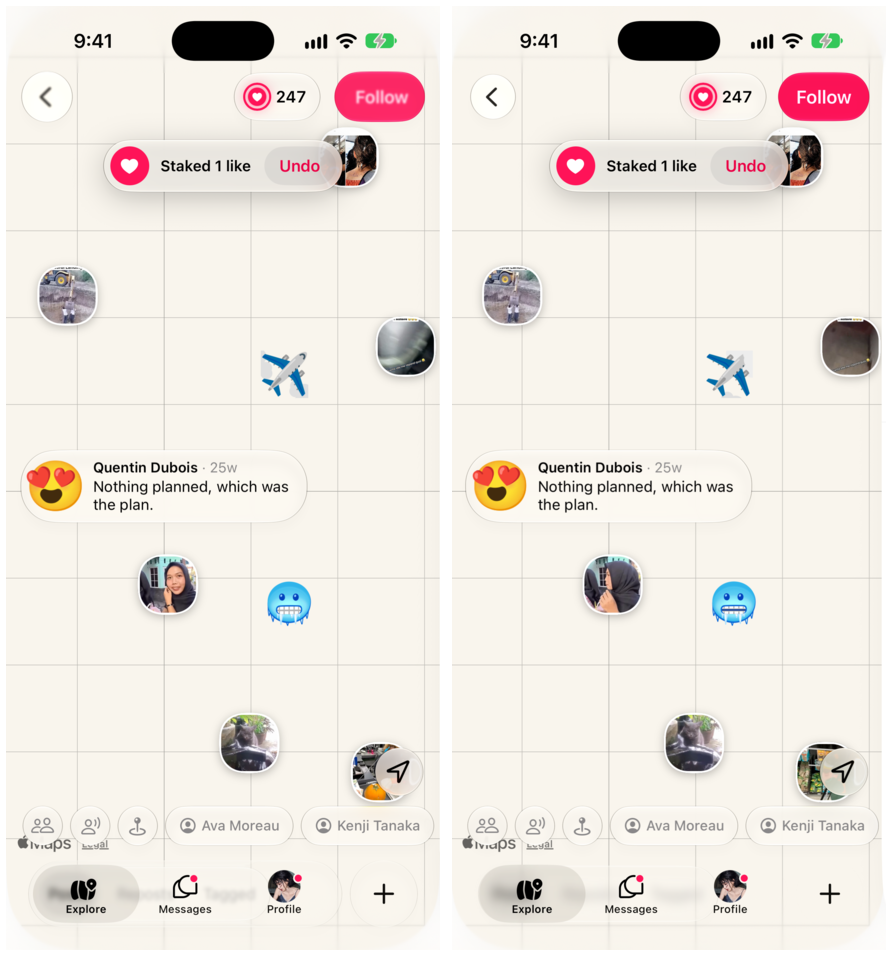 9:41
247
Follow
Staked 1 like
Undo
Quentin Dubois · 25w
Nothing planned, which was
the plan.
Ava Moreau
Kenji Tanaka
Maps
Legal
Tagged
Explore
Messages
Profile
9:41
247
Follow
Staked 1 like
Undo
Quentin Dubois · 25w
Nothing planned, which was
the plan.
Ava Moreau
Kenji Tanaka
Maps
Legal
Tagged
Explore
Messages
Profile